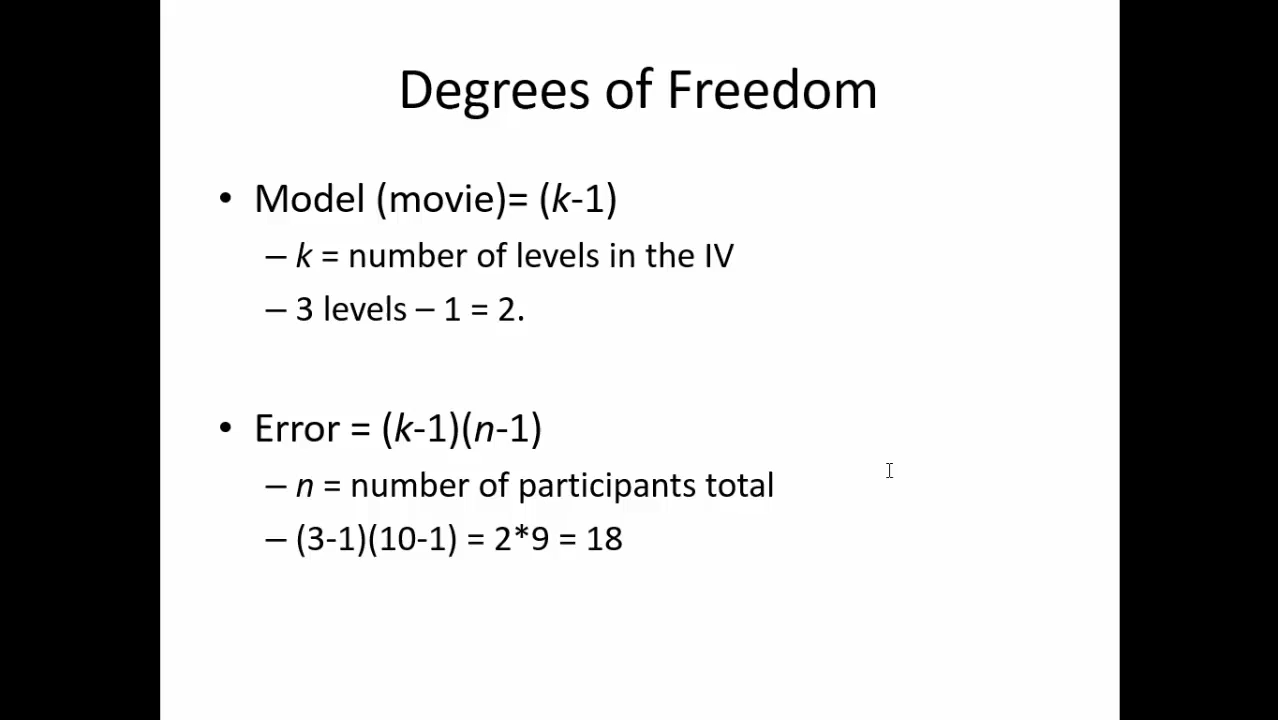 Degrees of Freedom
• Model (movie)= (k-1)
– k = number of levels in the IV
– 3 levels – 1 = 2.
• Error = (k-1)(n-1)
– n = number of participants total
– (3-1)(10-1) = 2*9 = 18